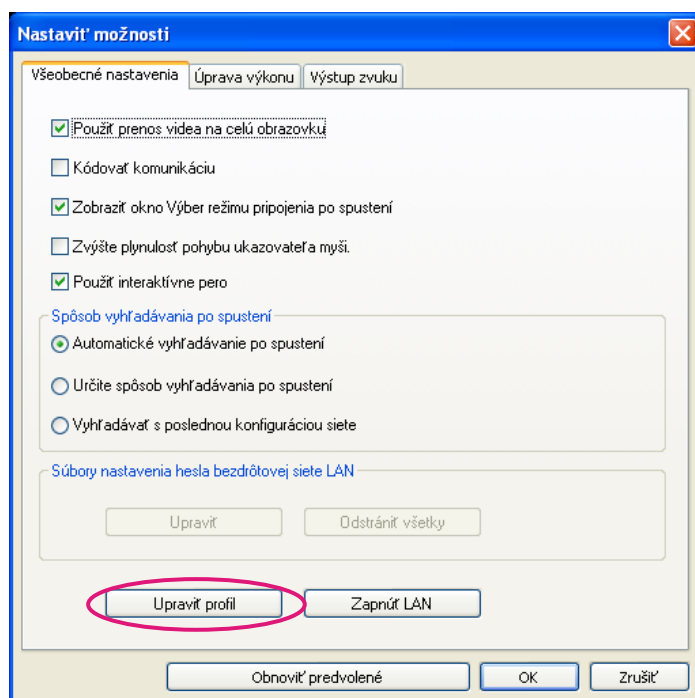 Nastaviť možnosti
Všeobecné nastavenia Úprava výkonu Výstup zvuku
Použiť prenos videa na celú obrazovku
Kódovať komunikáciu
Zobraziť okno Výber režimu pripojenia po spustení
Zvýšte plynulosť pohybu ukazovateľa myši.
Použiť interaktívne pero
Spôsob vyhľadávania po spustení
Automatické vyhľadávanie po spustení
Určite spôsob vyhľadávania po spustení
Vyhľadávať s poslednou konfiguráciou siete
Súbory nastavenia hesla bezdrôtovej siete LAN
Upraviť Odstrániť všetky
Upraviť profil Zapnúť LAN
Obnoviť predvolené OK Zrušiť